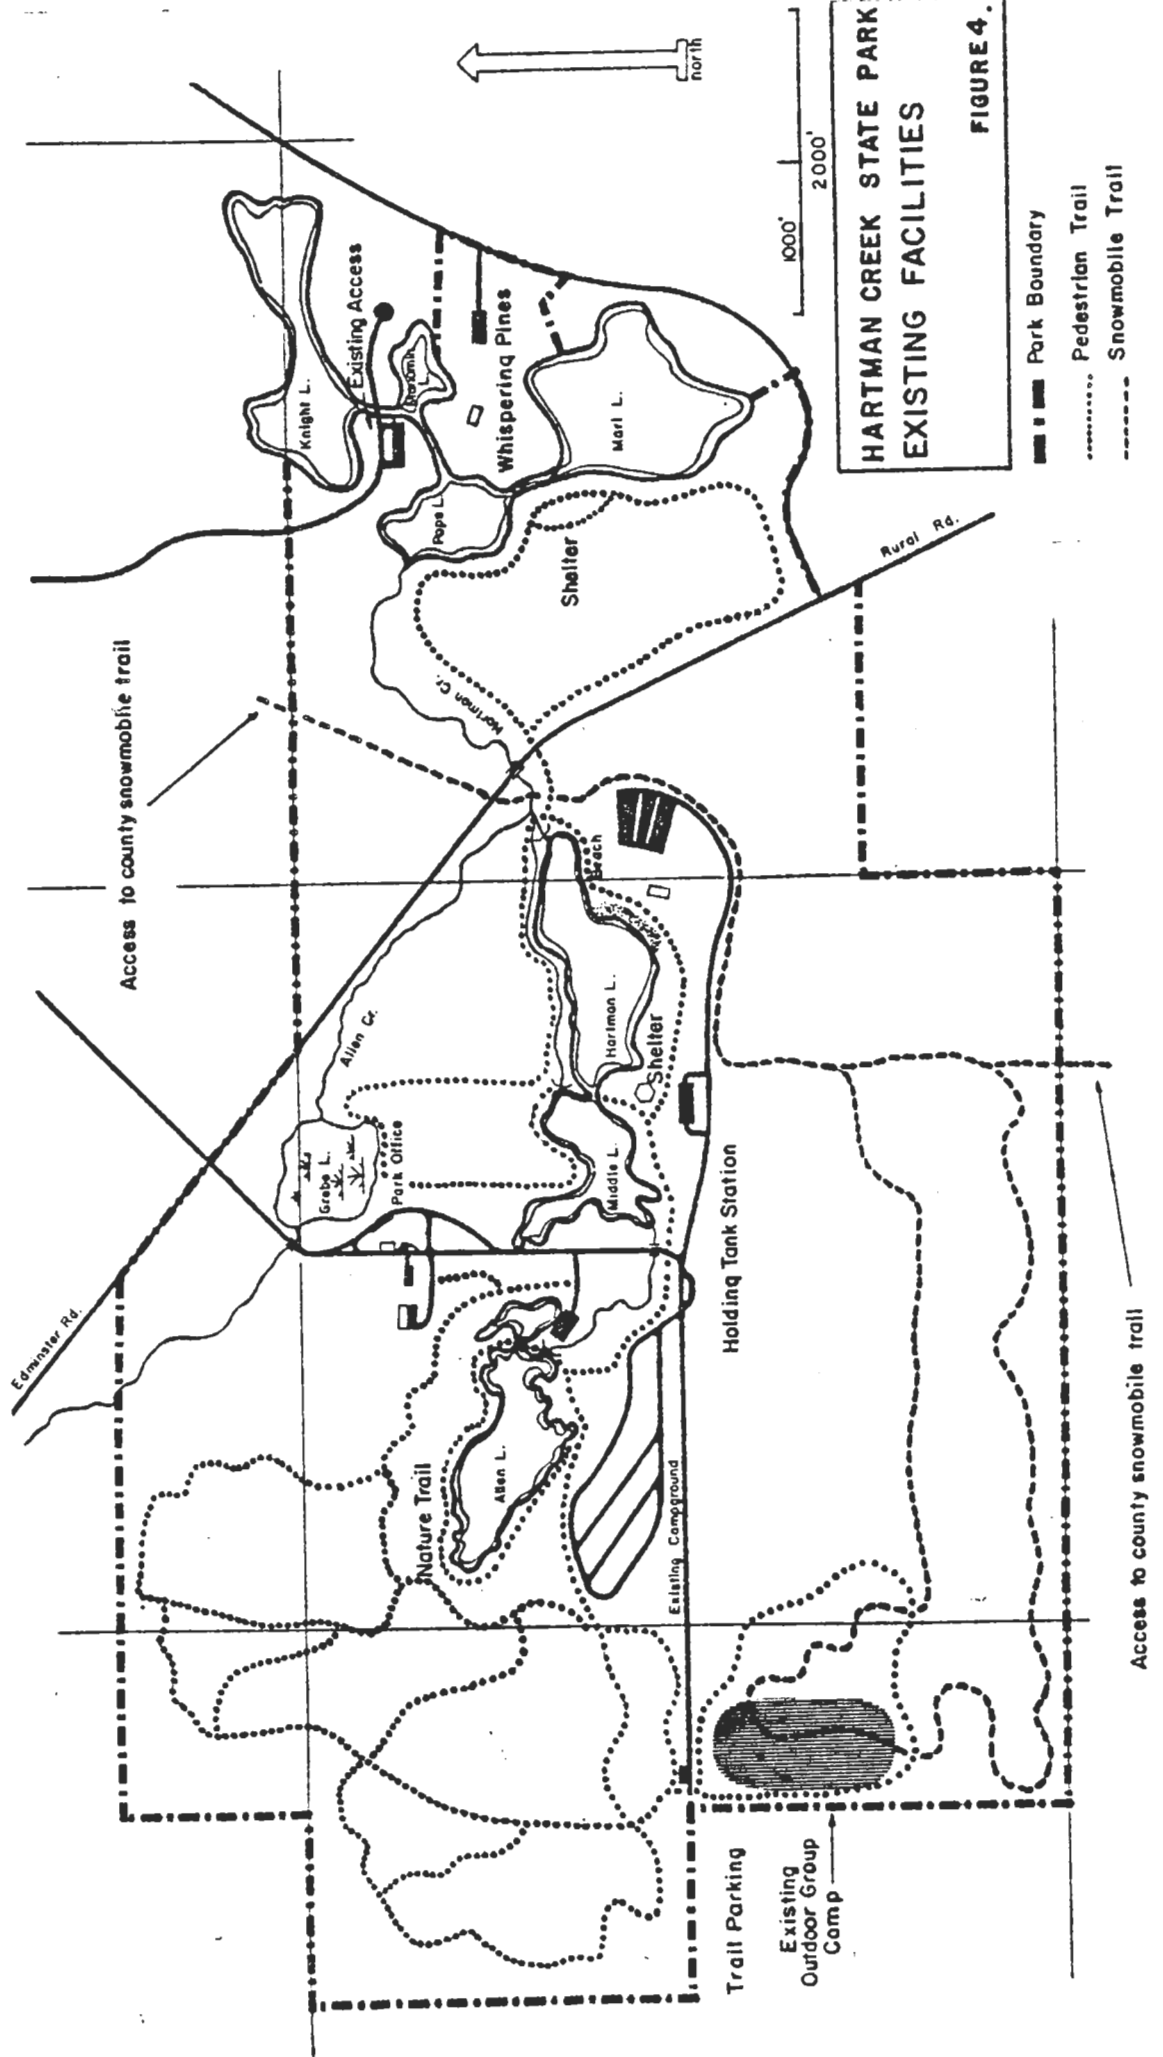 Edminster Rd.
Access to county snowmobile trail
Allen Cr.
Grebe L.
Park Office
Hartman Cr.
Knight L.
Existing Access
Manomin
L.
Pope L.
Whispering Pines
Marl L.
Shelter
Rural Rd.
Nature Trail
Allen L.
Middle L.
Hartman L.
Beach
Shelter
Existing Campground
Holding Tank Station
Trail Parking
Existing
Outdoor Group
Camp
Access to county snowmobile trail
north
1000'
2000'
HARTMAN CREEK STATE PARK
EXISTING FACILITIES
FIGURE 4.
Park Boundary
Pedestrian Trail
Snowmobile Trail